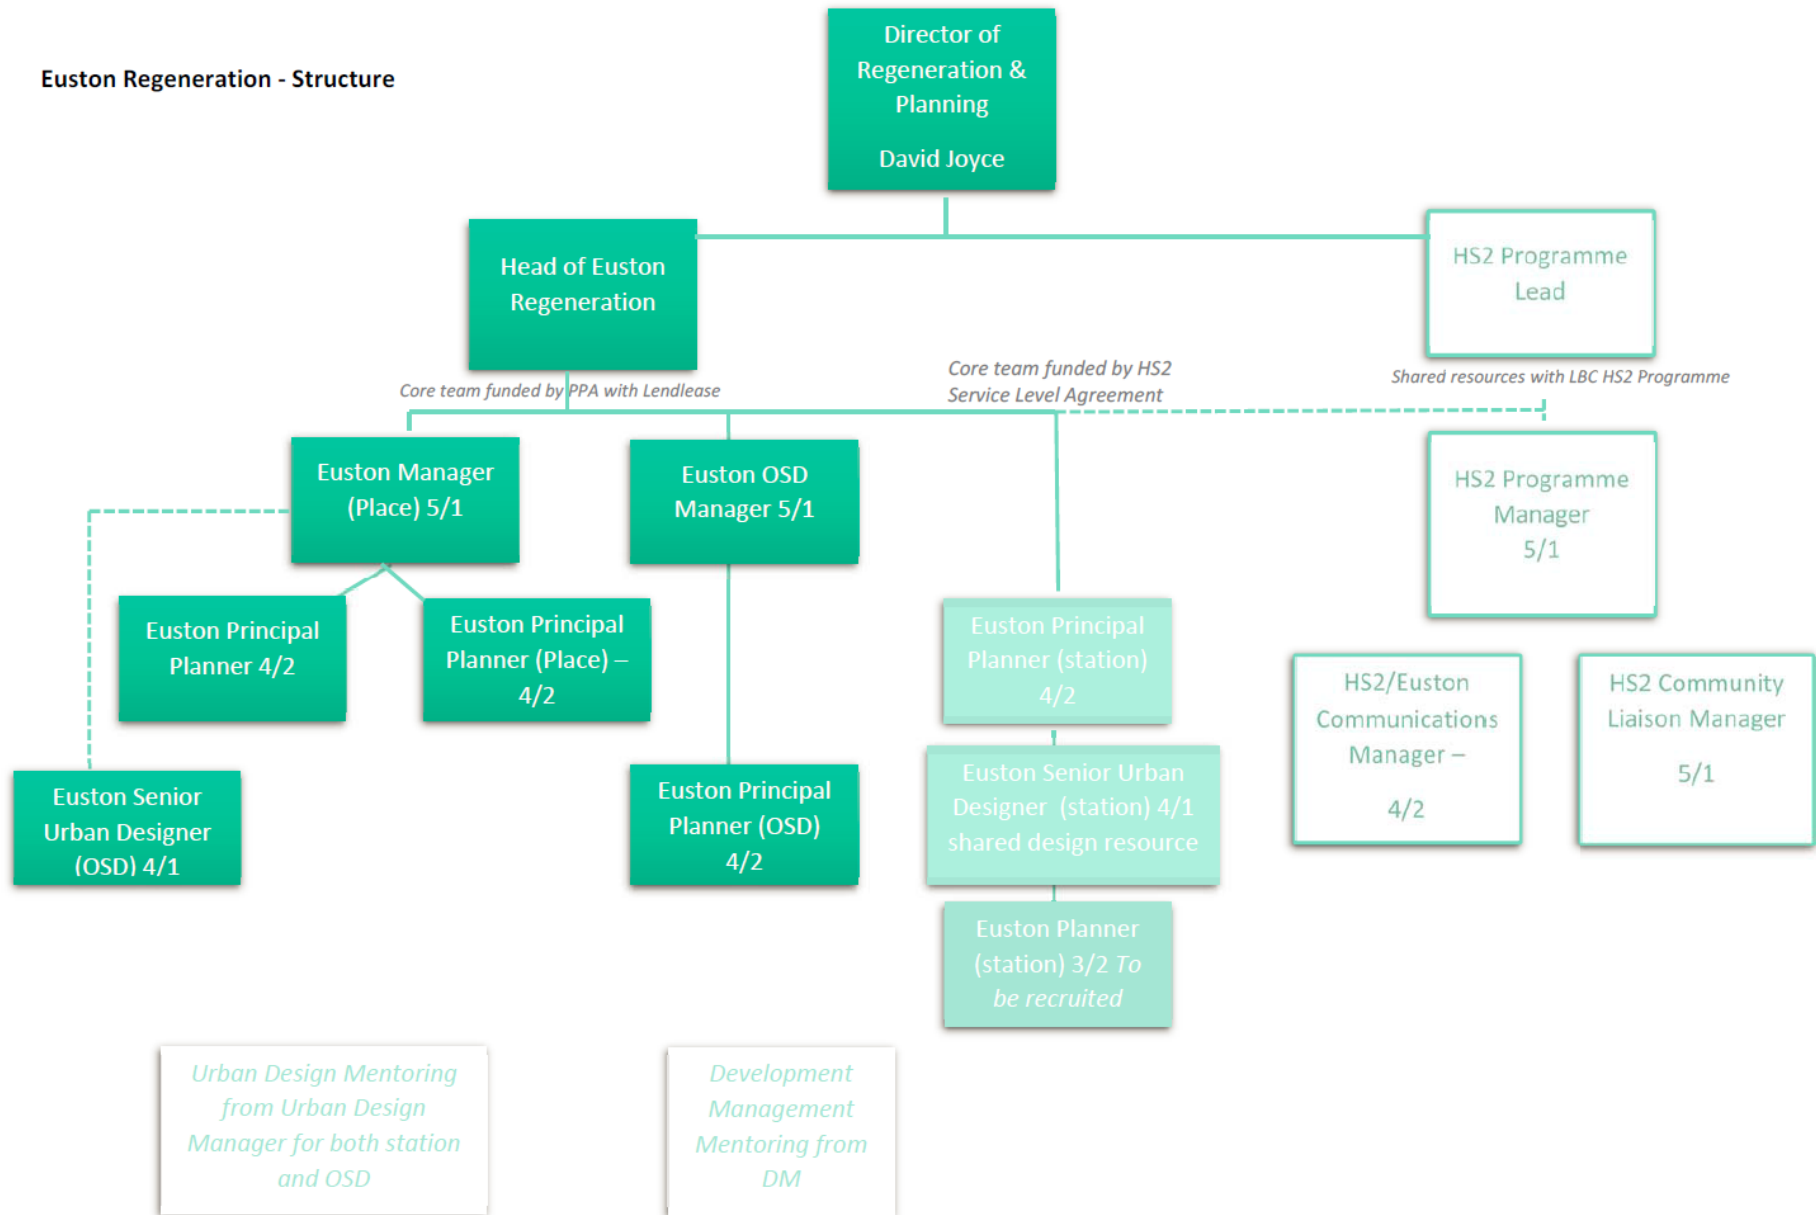 Euston Regeneration - Structure
Director of
Regeneration &
Planning
David Joyce
Head of Euston
Regeneration
HS2 Programme
Lead
Core team funded by PPA with Lendlease
Core team funded by HS2
Service Level Agreement
Shared resources with LBC HS2 Programme
Euston Manager
(Place) 5/1
Euston OSD
Manager 5/1
HS2 Programme
Manager
5/1
Euston Principal
Planner 4/2
Euston Principal
Planner (Place) –
4/2
Euston Principal
Planner (station)
4/2
HS2/Euston
Communications
Manager –
4/2
HS2 Community
Liaison Manager
5/1
Euston Senior
Urban Designer
(OSD) 4/1
Euston Principal
Planner (OSD)
4/2
Euston Senior Urban
Designer (station) 4/1
shared design resource
Euston Planner
(station) 3/2 To
be recruited
Urban Design Mentoring
from Urban Design
Manager for both station
and OSD
Development
Management
Mentoring from
DM